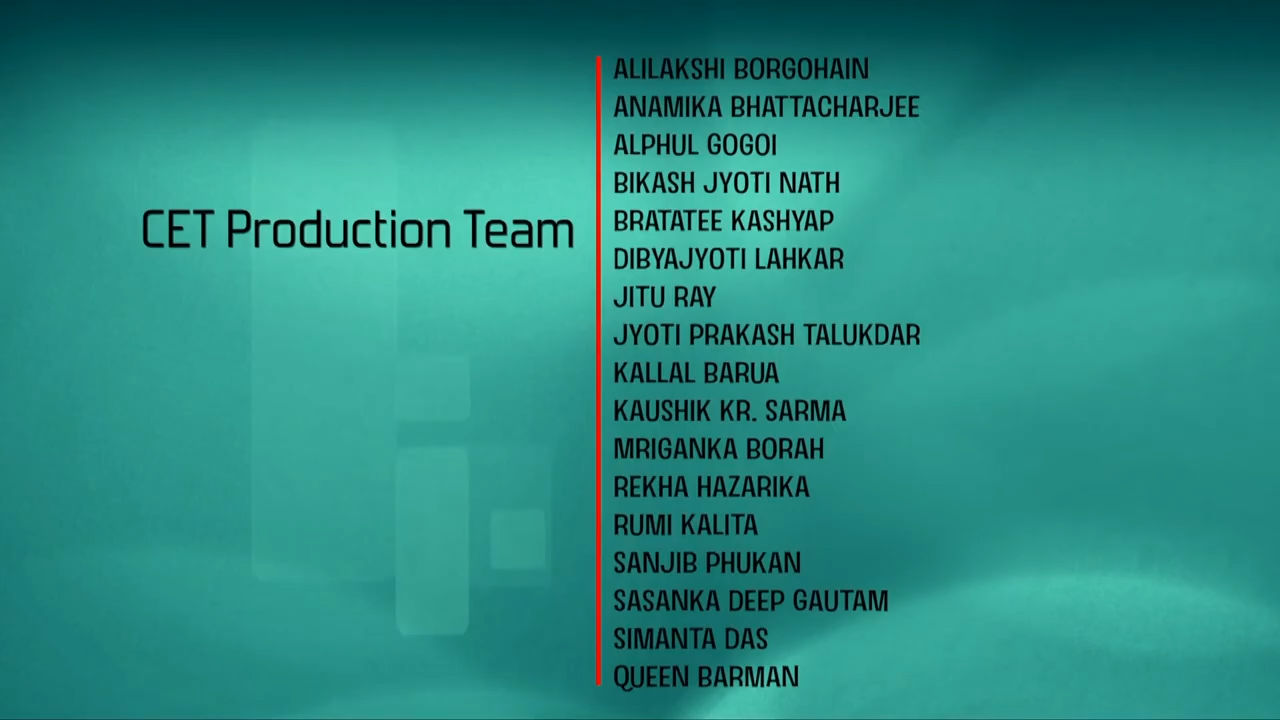 CET Production Team
ALILAKSHI BORGOHAIN
ANAMIKA BHATTACHARJEE
ALPHUL GOGOI
BIKASH JYOTI NATH
BRATATEE KASHYAP
DIBYAJYOTI LAHKAR
JITU RAY
JYOTI PRAKASH TALUKDAR
KALLAL BARUA
KAUSHIK KR. SARMA
MRIGANKA BORAH
REKHA HAZARIKA
RUMI KALITA
SANJIB PHUKAN
SASANKA DEEP GAUTAM
SIMANTA DAS
QUEEN BARMAN